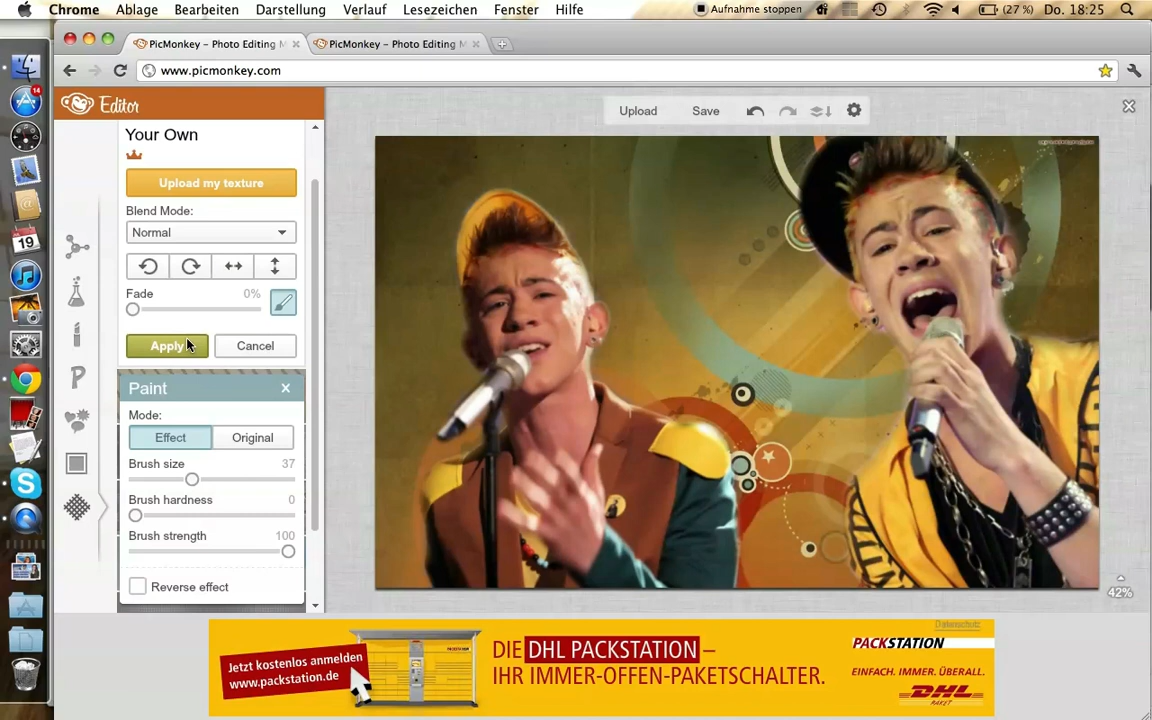 Chrome Ablage Bearbeiten Darstellung Verlauf Lesezeichen Fenster Hilfe Aufnahme stoppen (27 %) Do. 18:25
PicMonkey – Photo Editing M
PicMonkey – Photo Editing M
www.picmonkey.com
Editor
Upload
Save
Your Own
Upload my texture
Blend Mode:
Normal
Fade 0%
Apply
Cancel
Paint
Mode:
Effect
Original
Brush size 37
Brush hardness 0
Brush strength 100
Reverse effect
14
19
42%
Jetzt kostenlos anmelden
www.packstation.de
DIE DHL PACKSTATION –
IHR IMMER-OFFEN-PAKETSCHALTER.
Datenschutz
PACKSTATION
EINFACH. IMMER. ÜBERALL.
DHL
PAKET